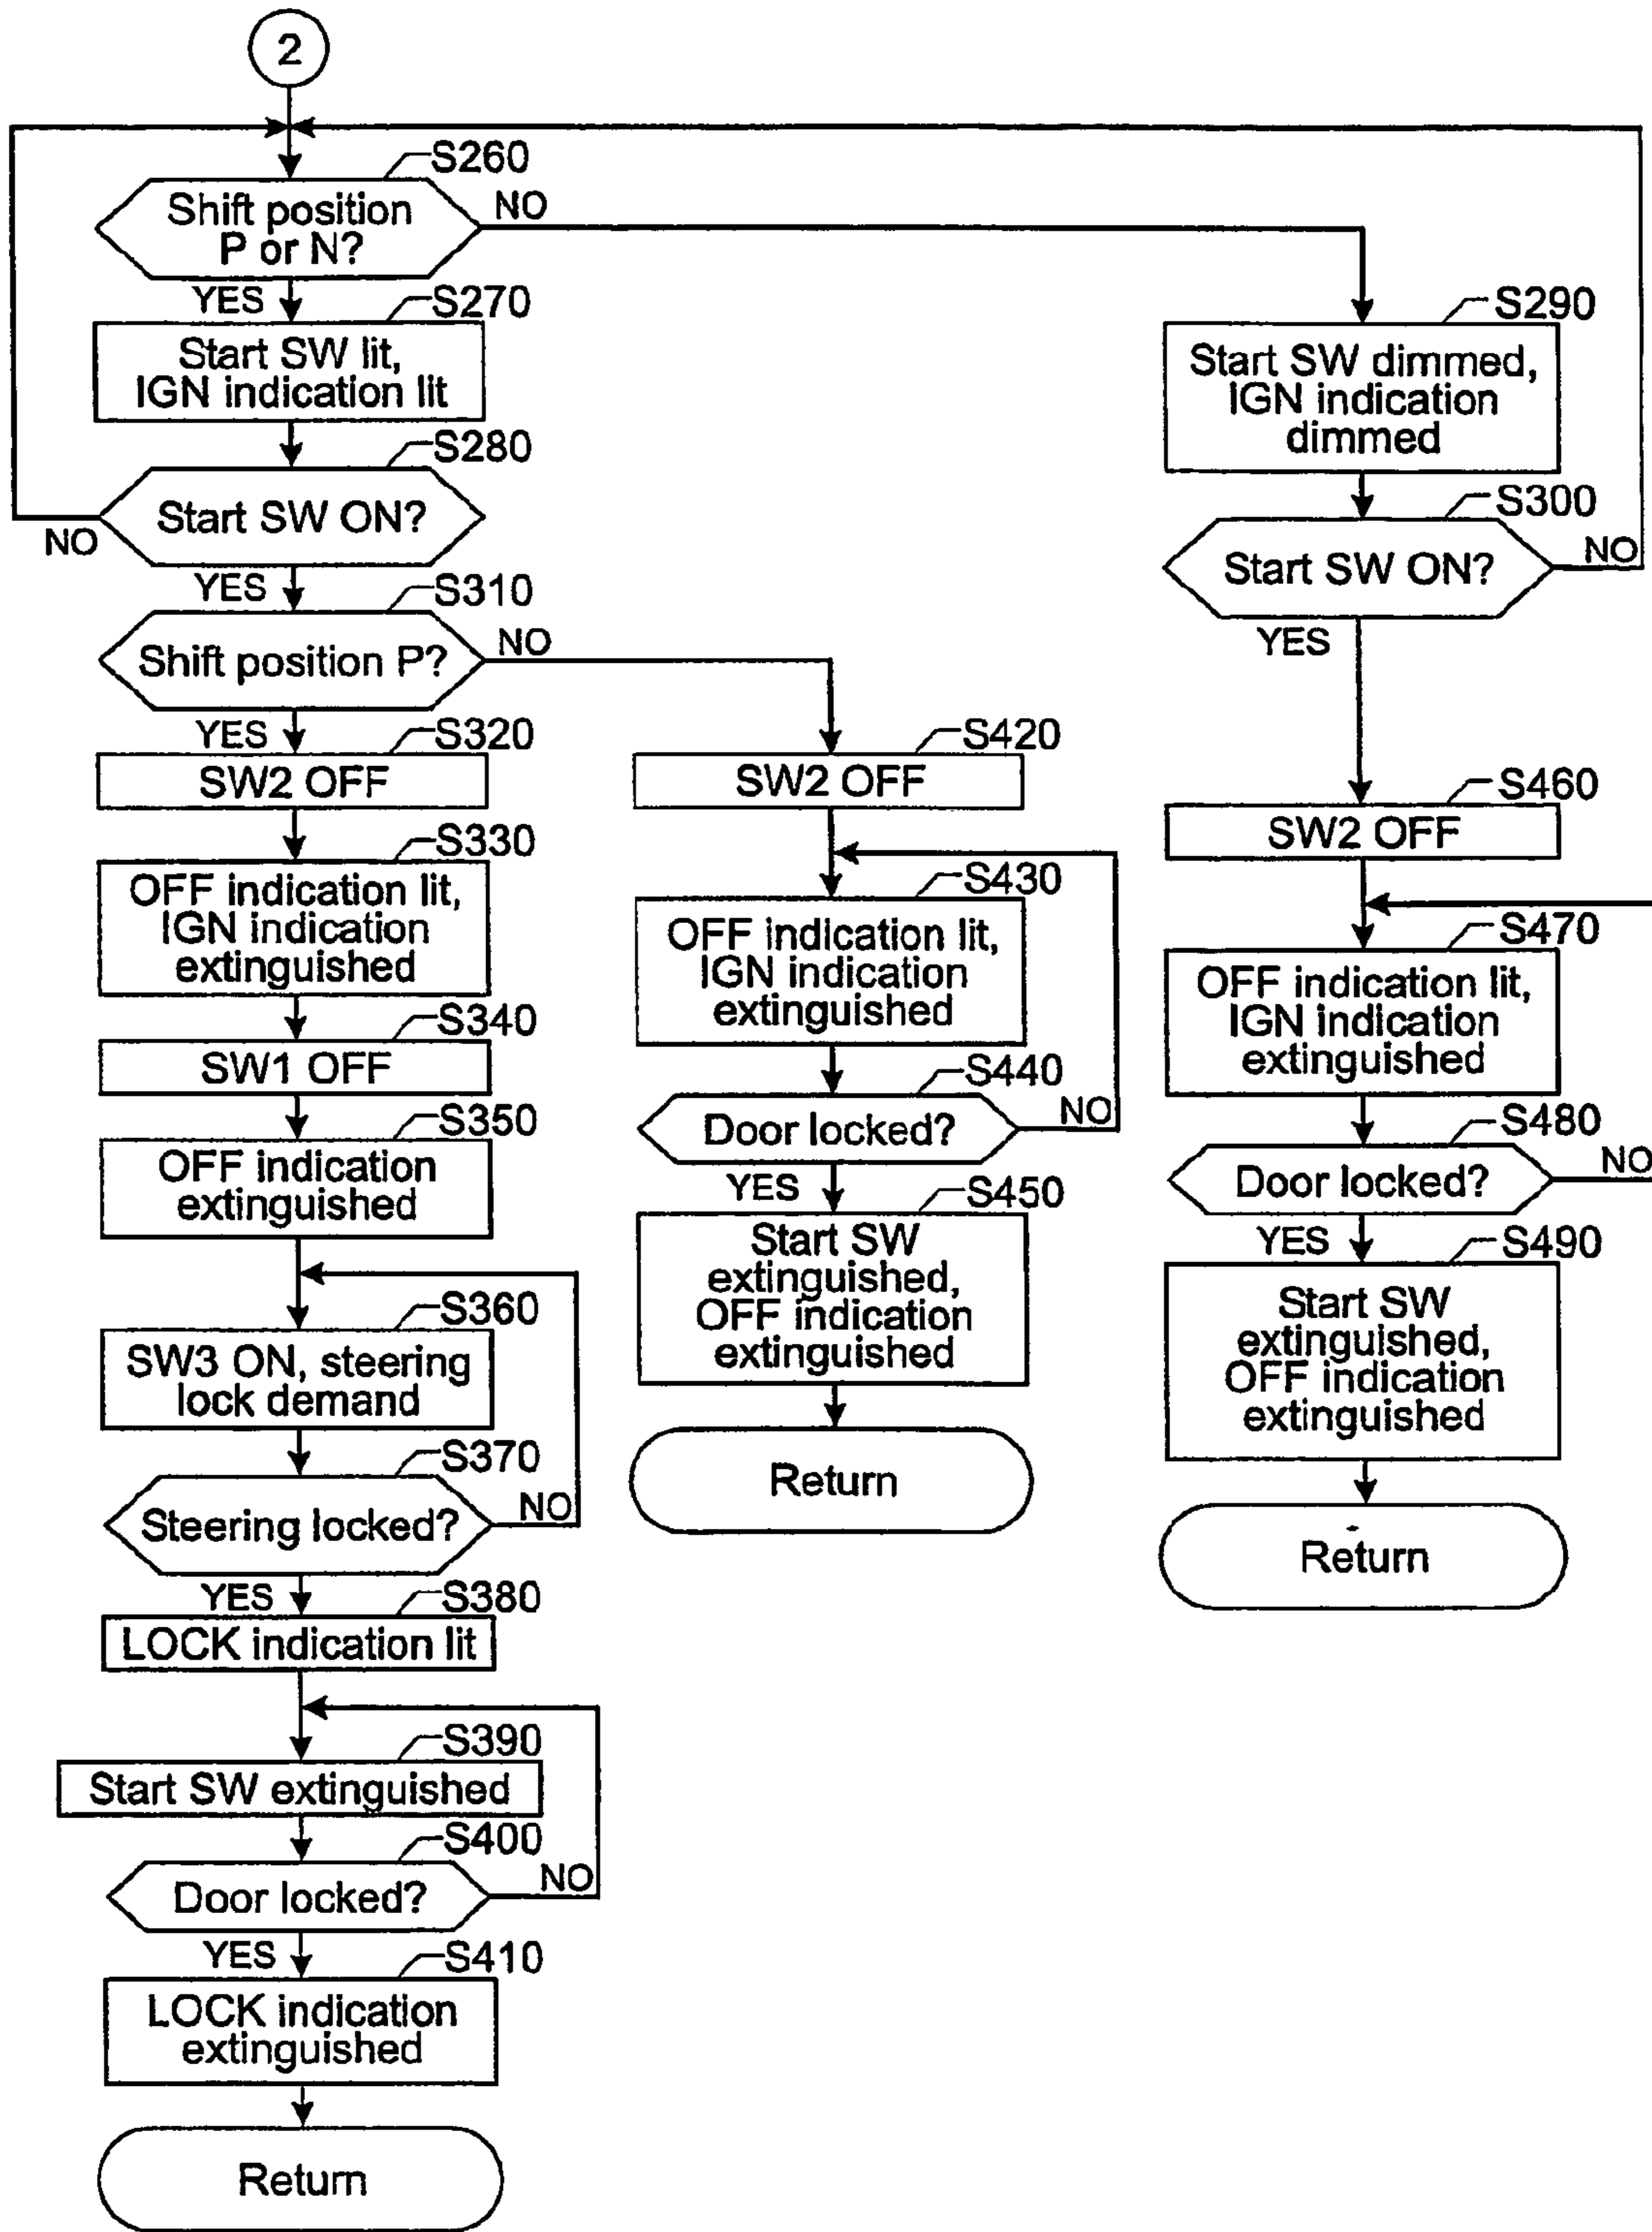 2
S260
Shift position
P or N?
NO
YES
S270
Start SW lit,
IGN indication lit
S280
Start SW ON?
NO
YES
S310
Shift position P?
NO
YES
S320
SW2 OFF
S330
OFF indication lit,
IGN indication
extinguished
S340
SW1 OFF
S350
OFF indication
extinguished
S360
SW3 ON, steering
lock demand
S370
Steering locked?
NO
YES
S380
LOCK indication lit
S390
Start SW extinguished
S400
Door locked?
NO
YES
S410
LOCK indication
extinguished
Return
S420
SW2 OFF
S430
OFF indication lit,
IGN indication
extinguished
S440
Door locked?
NO
YES
S450
Start SW
extinguished,
OFF indication
extinguished
Return
S290
Start SW dimmed,
IGN indication
dimmed
S300
Start SW ON?
NO
YES
S460
SW2 OFF
S470
OFF indication lit,
IGN indication
extinguished
S480
Door locked?
NO
YES
S490
Start SW
extinguished,
OFF indication
extinguished
Return